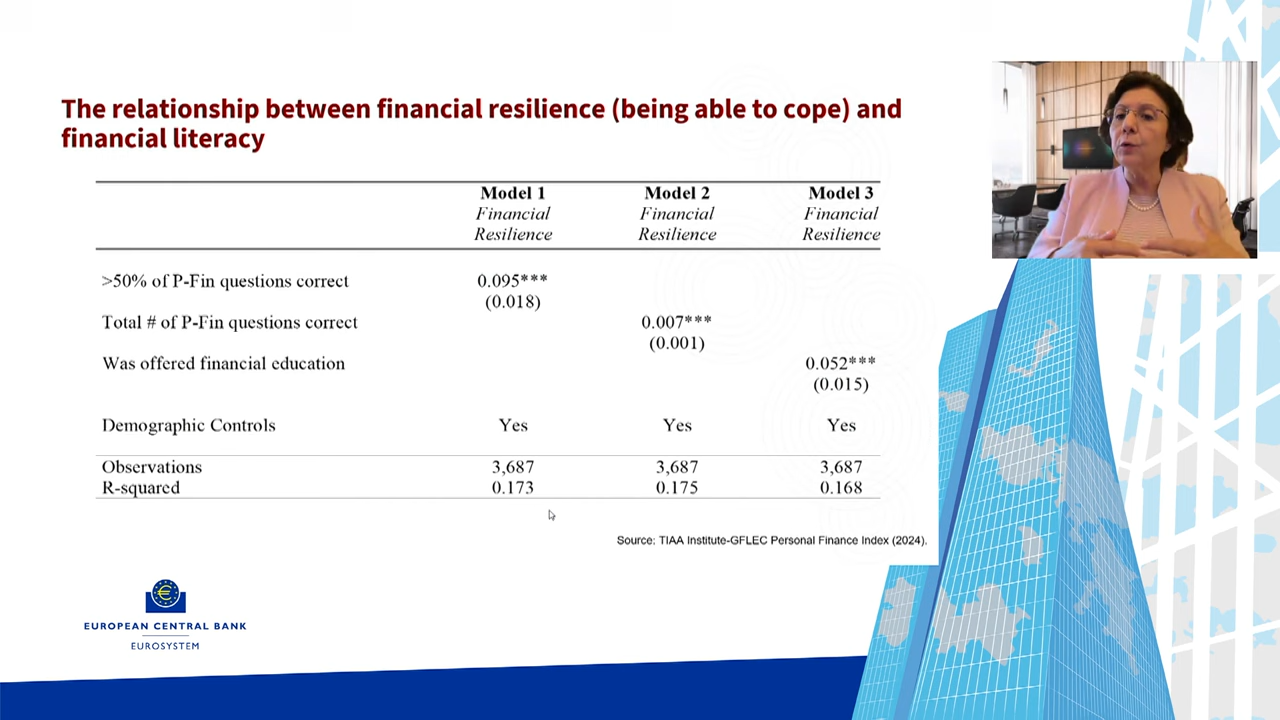 The relationship between financial resilience (being able to cope) and
financial literacy
Model 1 Model 2 Model 3
Financial Financial Financial
Resilience Resilience Resilience
>50% of P-Fin questions correct 0.095***
(0.018)
Total # of P-Fin questions correct 0.007***
(0.001)
Was offered financial education 0.052***
(0.015)
Demographic Controls Yes Yes Yes
Observations 3,687 3,687 3,687
R-squared 0.173 0.175 0.168
Source: TIAA Institute-GFLEC Personal Finance Index (2024).
EUROPEAN CENTRAL BANK
EUROSYSTEM